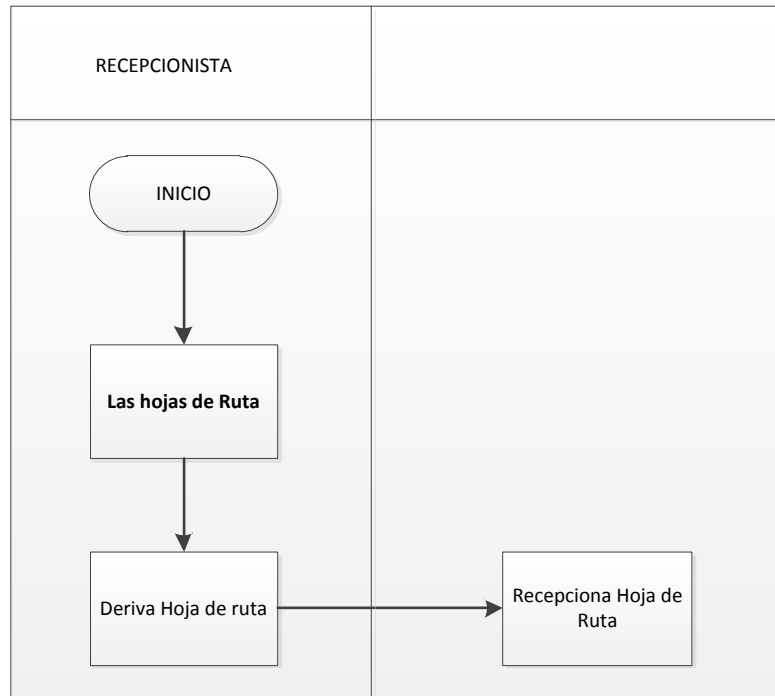 RECEPCIONISTA
INICIO
Las hojas de Ruta
Deriva Hoja de ruta
Recepciona Hoja de
Ruta